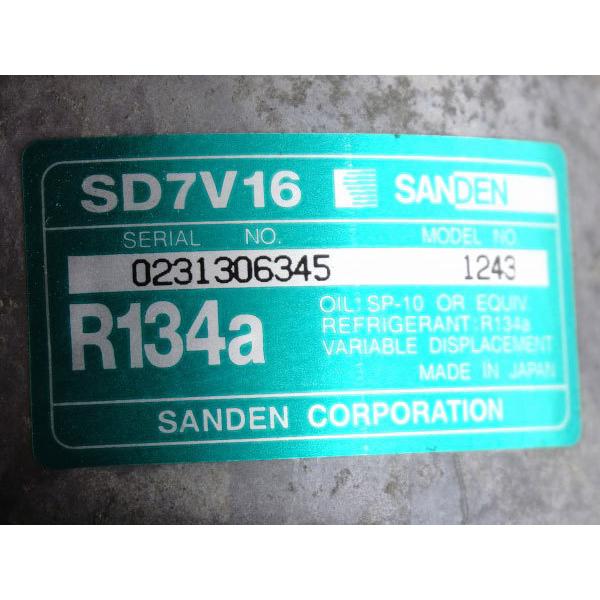 SD7V16 SANDEN
SERIAL NO. MODEL NO.
0231306345 1243
R134a
OIL: SP-10 OR EQUIV.
REFRIGERANT: R134a
VARIABLE DISPLACEMENT
MADE IN JAPAN
SANDEN CORPORATION